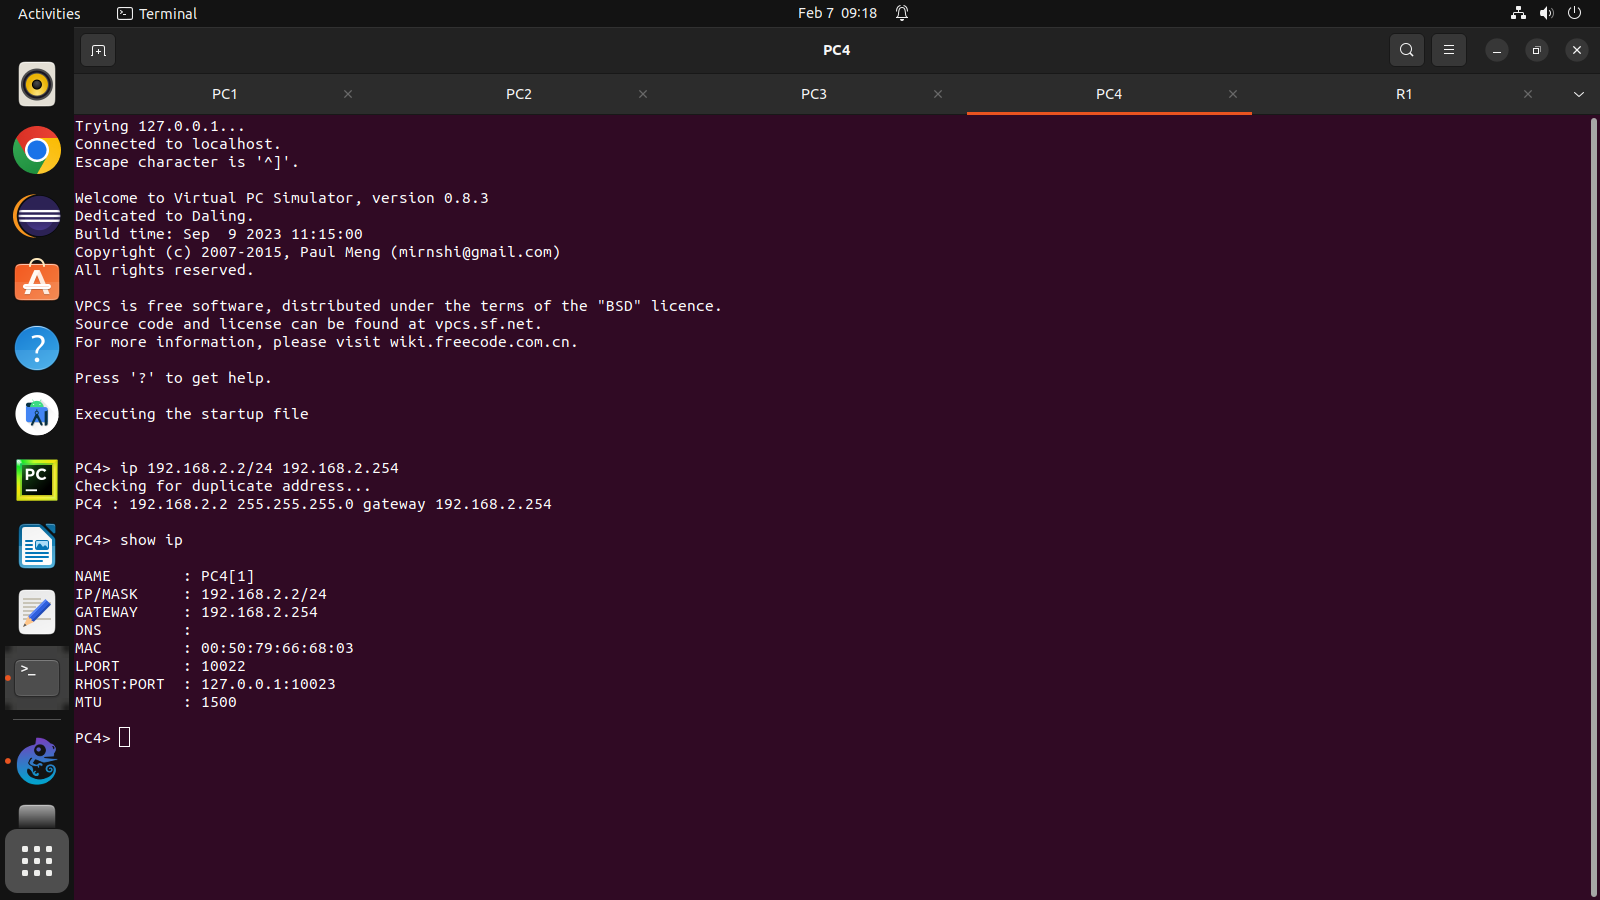 Activities
Terminal
Feb 7 09:18
PC4
PC1
PC2
PC3
PC4
R1
Trying 127.0.0.1...
Connected to localhost.
Escape character is '^]'.
Welcome to Virtual PC Simulator, version 0.8.3
Dedicated to Daling.
Build time: Sep  9 2023 11:15:00
Copyright (c) 2007-2015, Paul Meng (mirnshi@gmail.com)
All rights reserved.
VPCS is free software, distributed under the terms of the "BSD" licence.
Source code and license can be found at vpcs.sf.net.
For more information, please visit wiki.freecode.com.cn.
Press '?' to get help.
Executing the startup file
PC4> ip 192.168.2.2/24 192.168.2.254
Checking for duplicate address...
PC4 : 192.168.2.2 255.255.255.0 gateway 192.168.2.254
PC4> show ip
NAME        : PC4[1]
IP/MASK     : 192.168.2.2/24
GATEWAY     : 192.168.2.254
DNS         :
MAC         : 00:50:79:66:68:03
LPORT       : 10022
RHOST:PORT  : 127.0.0.1:10023
MTU         : 1500
PC4>